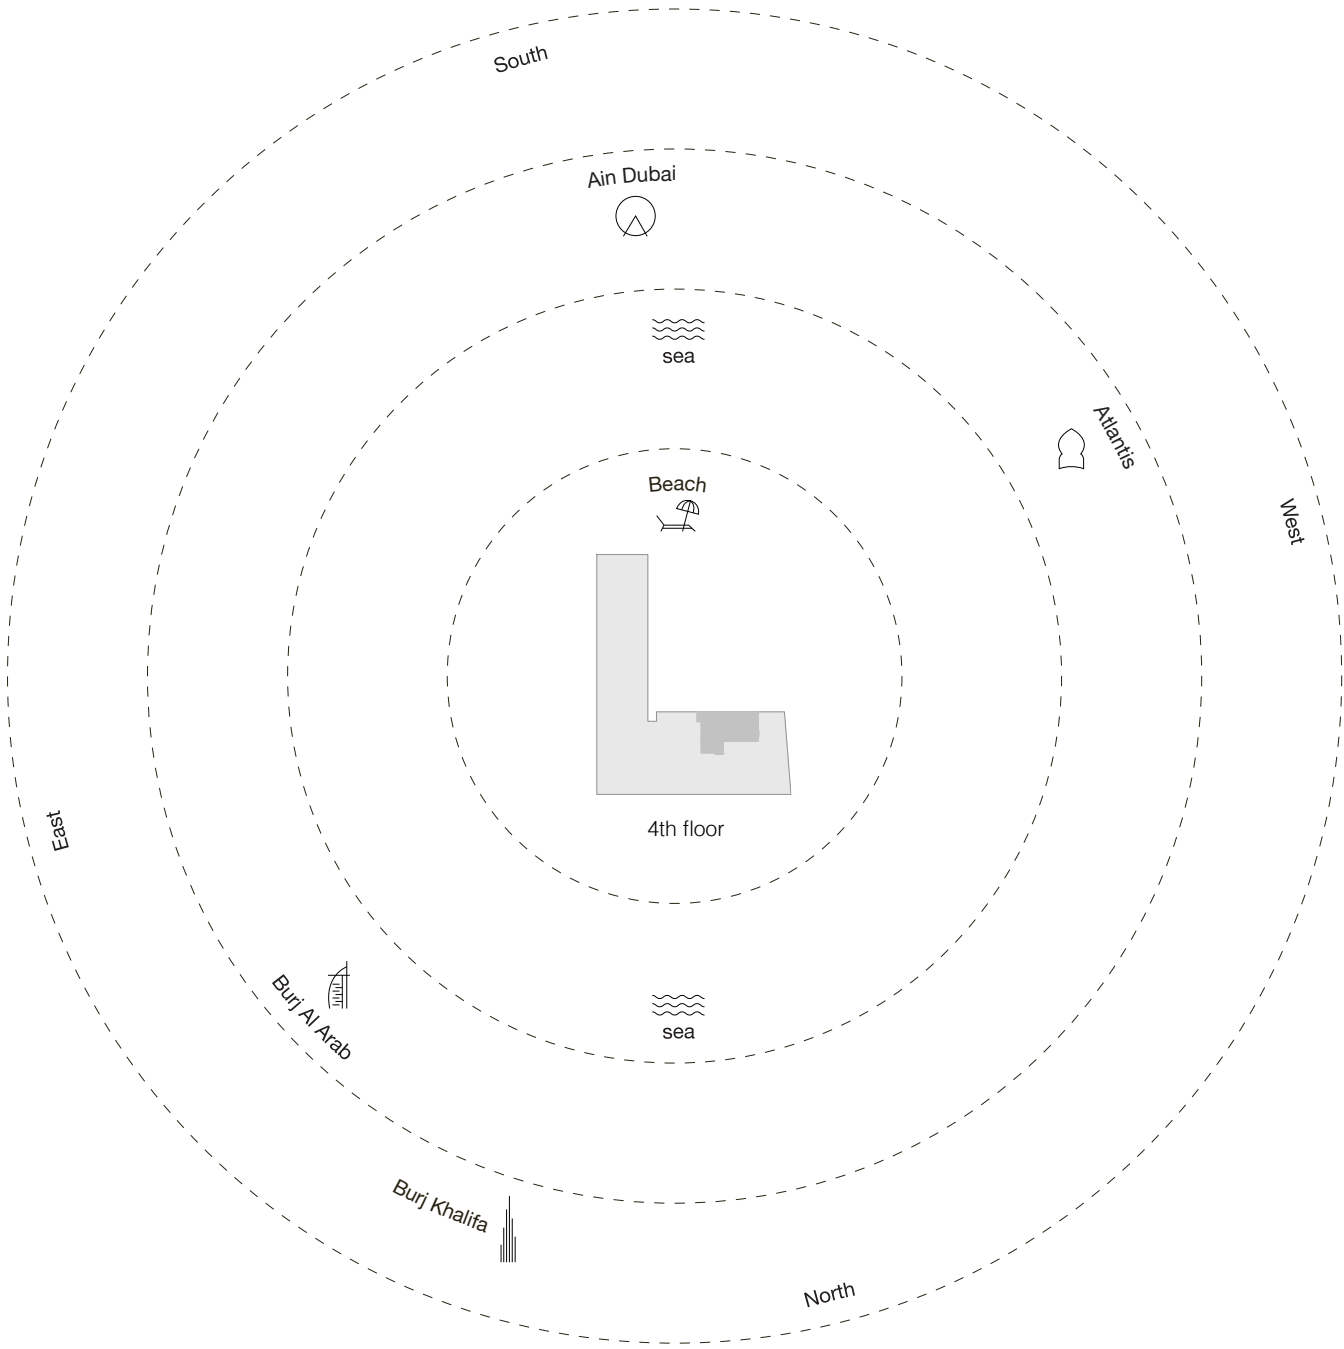 South
Ain Dubai
sea
Atlantis
Beach
West
East
4th floor
Burj Al Arab
sea
Burj Khalifa
North